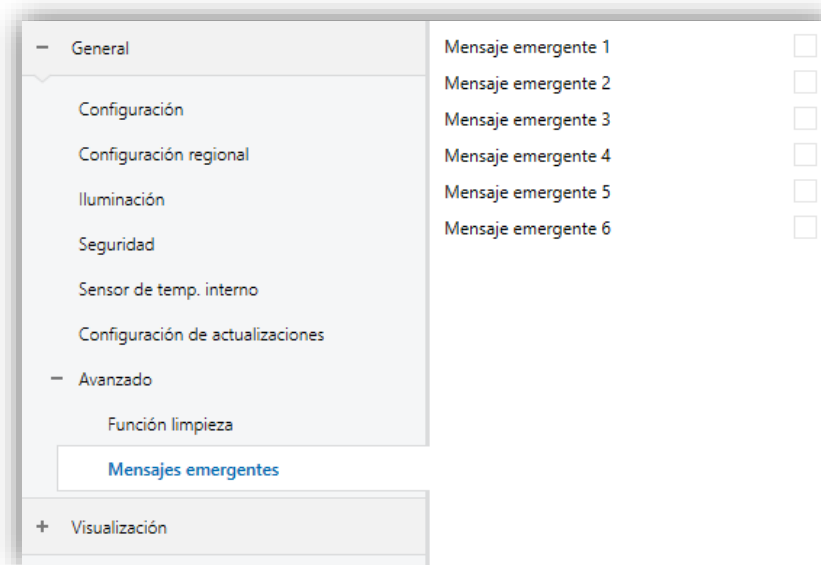 General
Configuración
Configuración regional
Iluminación
Seguridad
Sensor de temp. interno
Configuración de actualizaciones
Avanzado
Función limpieza
Mensajes emergentes
Visualización
Mensaje emergente 1
Mensaje emergente 2
Mensaje emergente 3
Mensaje emergente 4
Mensaje emergente 5
Mensaje emergente 6